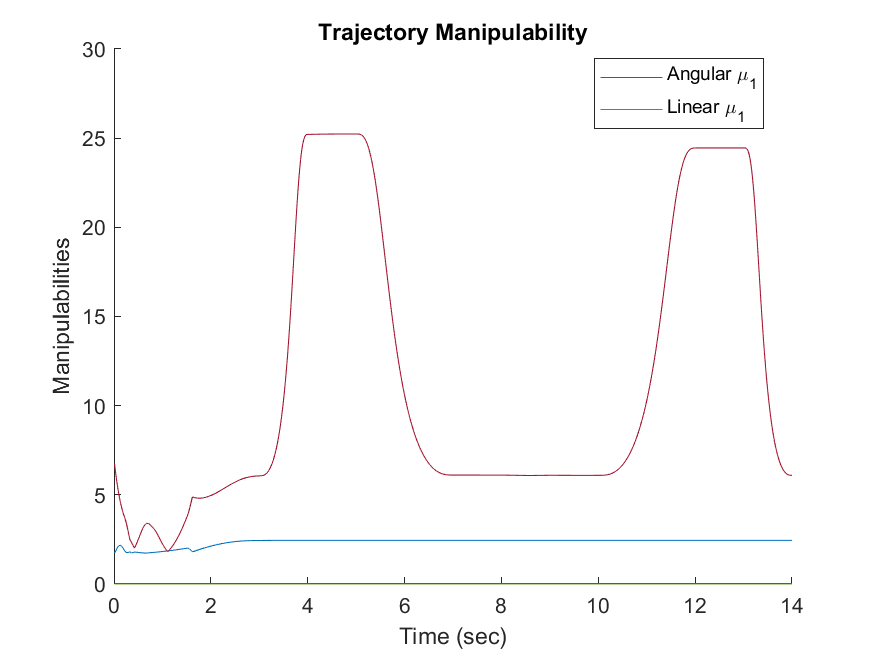 Trajectory Manipulability
Angular μ₁
Linear μ₁
30
25
20
15
10
5
0
Manipulabilities
0 2 4 6 8 10 12 14
Time (sec)